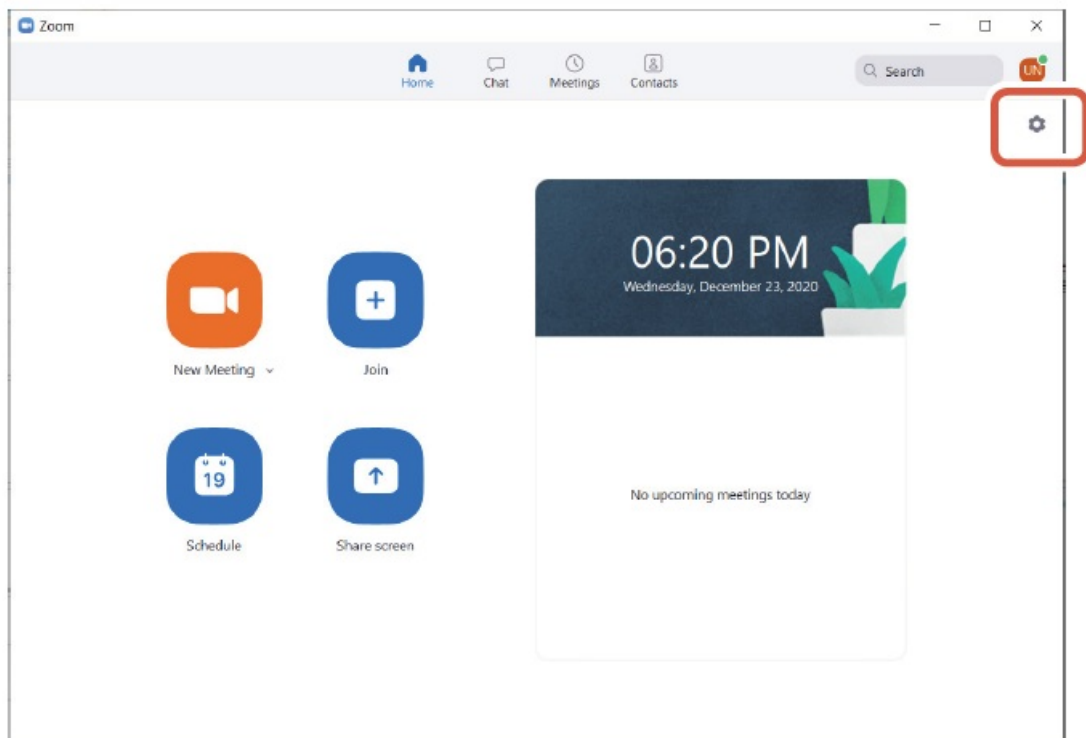 Zoom
Home Chat Meetings Contacts
Search
UN
06:20 PM
Wednesday, December 23, 2020
New Meeting
Join
19
Schedule
Share screen
No upcoming meetings today